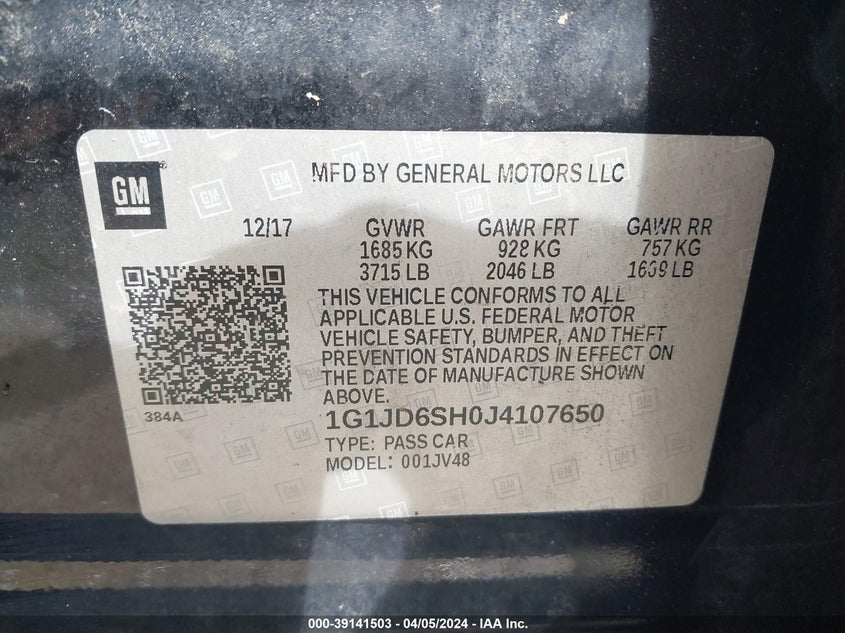 GM
MFD BY GENERAL MOTORS LLC
12/17 GVWR GAWR FRT GAWR RR
1685 KG 928 KG 757 KG
3715 LB 2046 LB 1669 LB
THIS VEHICLE CONFORMS TO ALL
APPLICABLE U.S. FEDERAL MOTOR
VEHICLE SAFETY, BUMPER, AND THEFT
PREVENTION STANDARDS IN EFFECT ON
THE DATE OF MANUFACTURE SHOWN
ABOVE.
384A
1G1JD6SH0J4107650
TYPE: PASS CAR
MODEL: 001JV48
000-39141503 - 04/05/2024 - IAAI.com